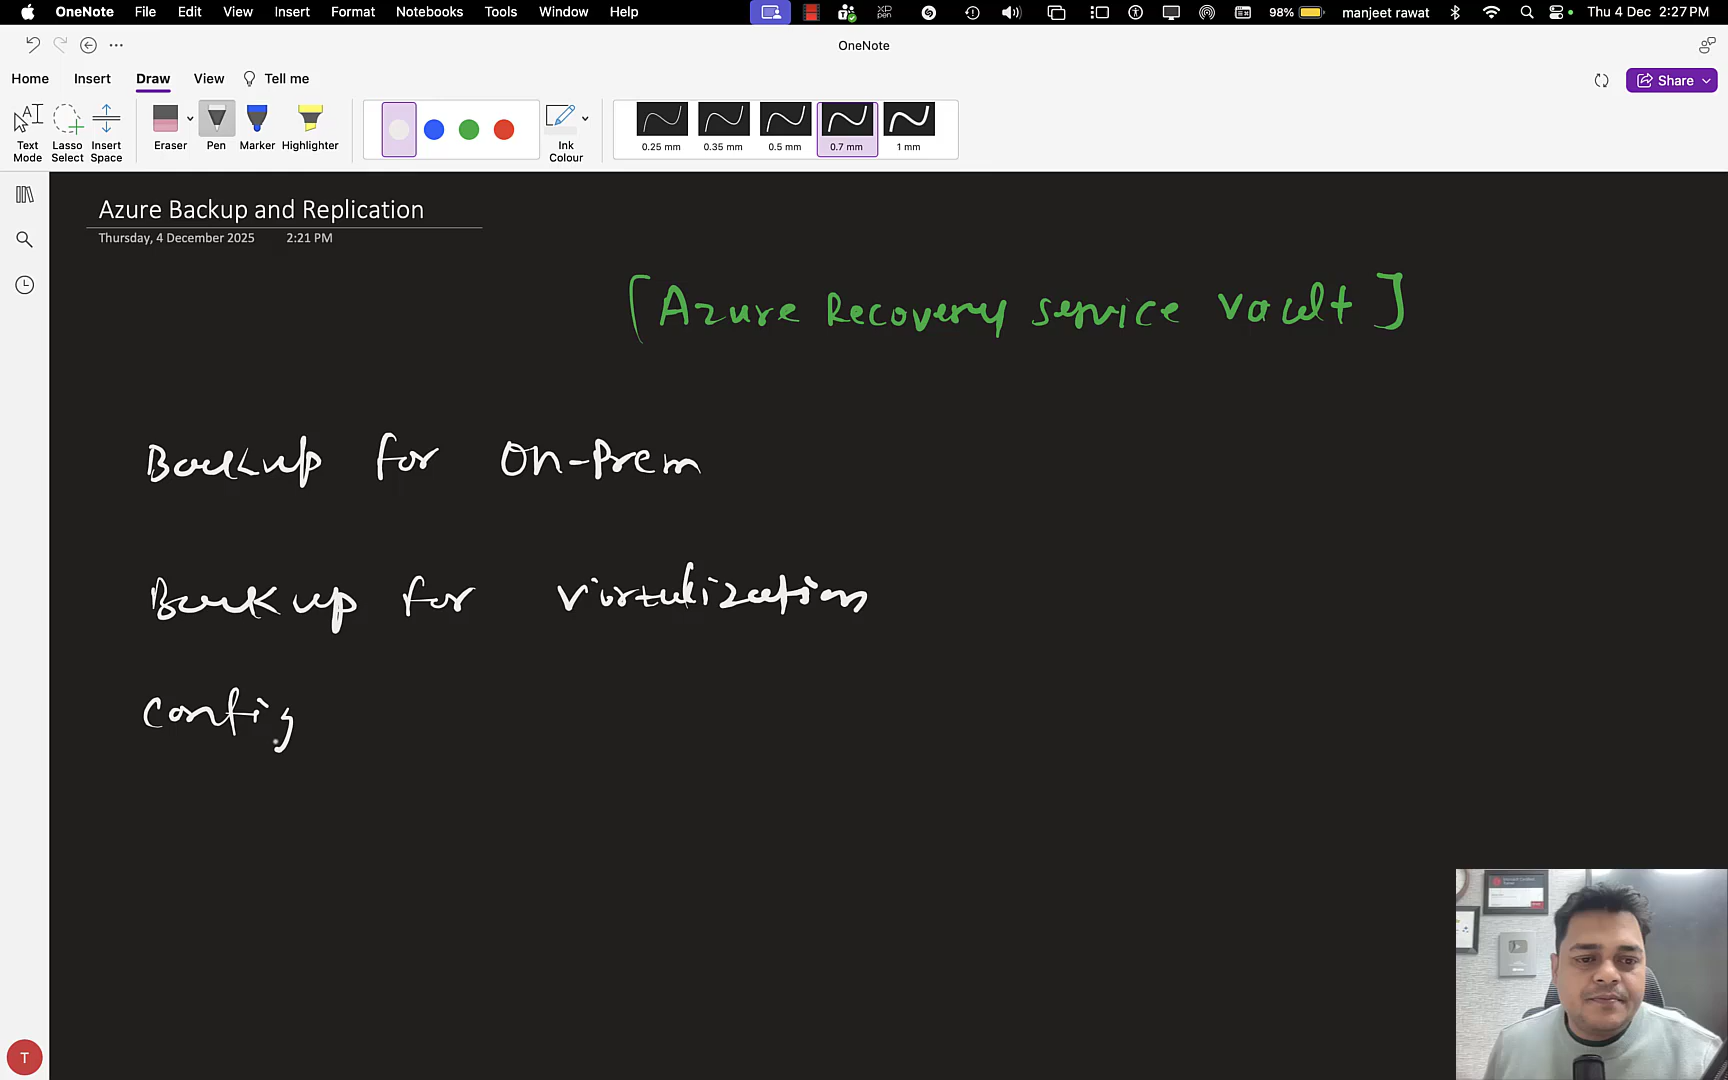 OneNote File Edit View Insert Format Notebooks Tools Window Help XD pen 98% manjeet rawat Thu 4 Dec 2:27 PM
OneNote
Home Insert Draw View Tell me Share
Text Mode Lasso Select Insert Space Eraser Pen Marker Highlighter Ink Colour 0.25 mm 0.35 mm 0.5 mm 0.7 mm 1 mm
Azure Backup and Replication
Thursday, 4 December 2025 2:21 PM
[Azure Recovery service vault]
Backup for On-Prem
Backup for virtulization
config
T